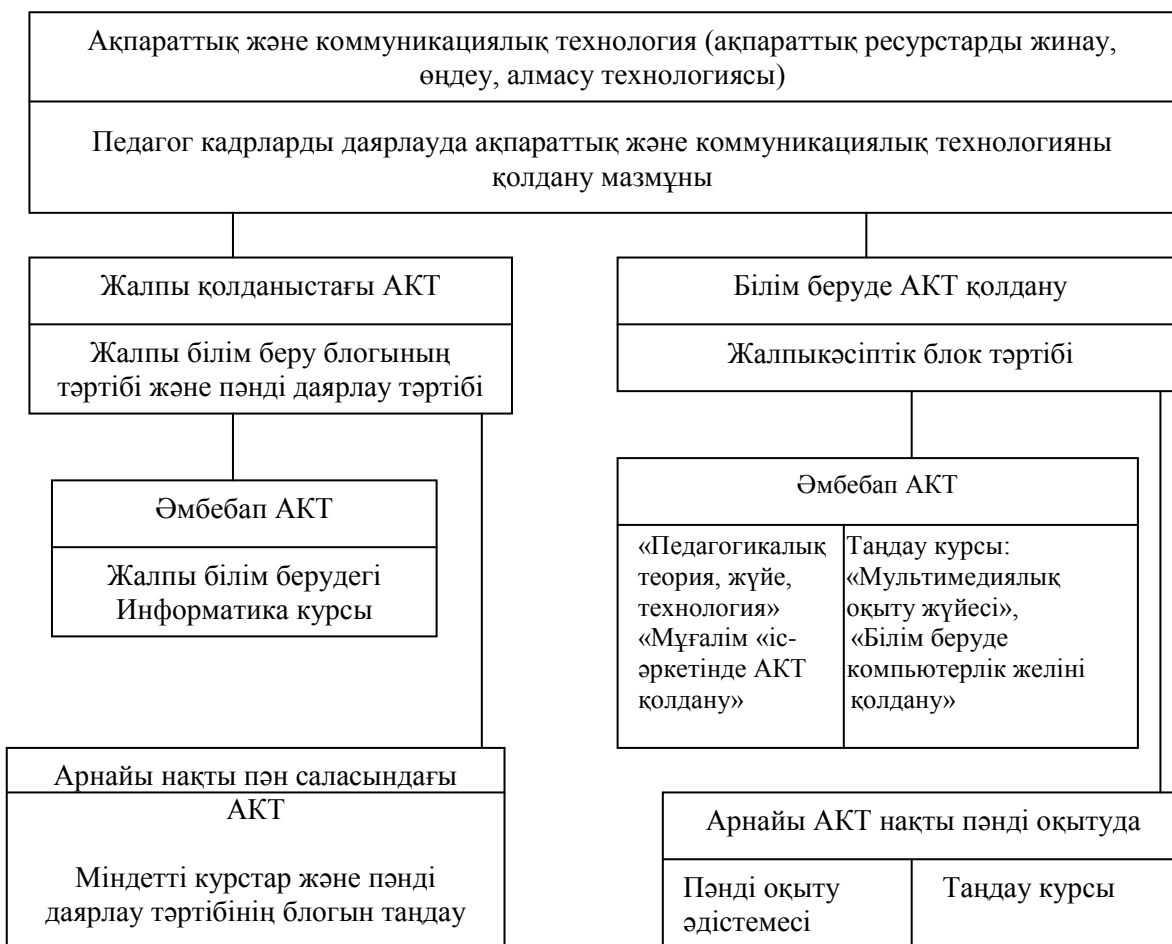 Ақпараттық және коммуникациялық технология (ақпараттық ресурстарды жинау,
өңдеу, алмасу технологиясы)
Педагог кадрларды даярлауда ақпараттық және коммуникациялық технологияны
қолдану мазмұны
Жалпы қолданыстағы АКТ
Жалпы білім беру блогының
тәртібі және пәнді даярлау тәртібі
Әмбебап АКТ
Жалпы білім берудегі
Информатика курсы
Арнайы нақты пән саласындағы
АКТ
Міндетті курстар және пәнді
даярлау тәртібінің блогын таңдау
Білім беруде АКТ қолдану
Жалпыкәсіптік блок тәртібі
Әмбебап АКТ
«Педагогикалық
теория, жүйе,
технология»
«Мұғалім «іс-
әркетінде АКТ
қолдану»
Таңдау курсы:
«Мультимедиялық
оқыту жүйесі»,
«Білім беруде
компьютерлік желіні
қолдану»
Арнайы АКТ нақты пәнді оқытуда
Пәнді оқыту
әдістемесі
Таңдау курсы